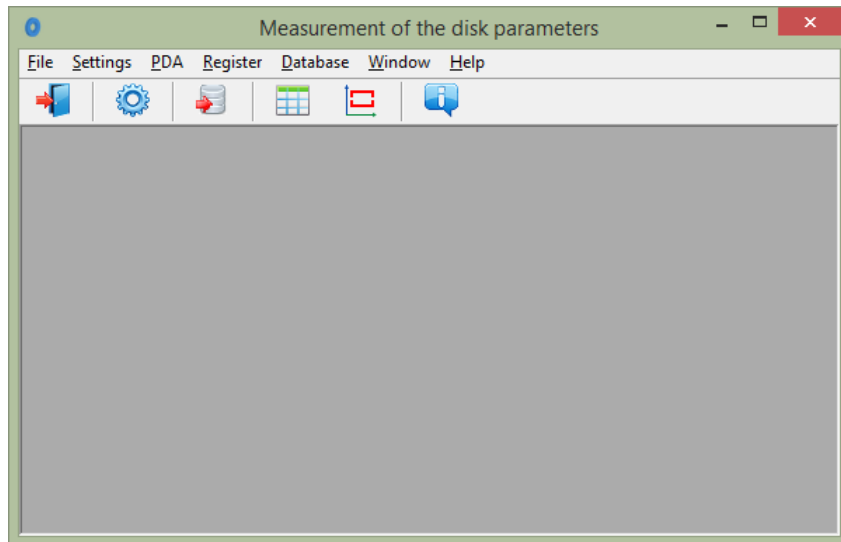 Measurement of the disk parameters
File Settings PDA Register Database Window Help